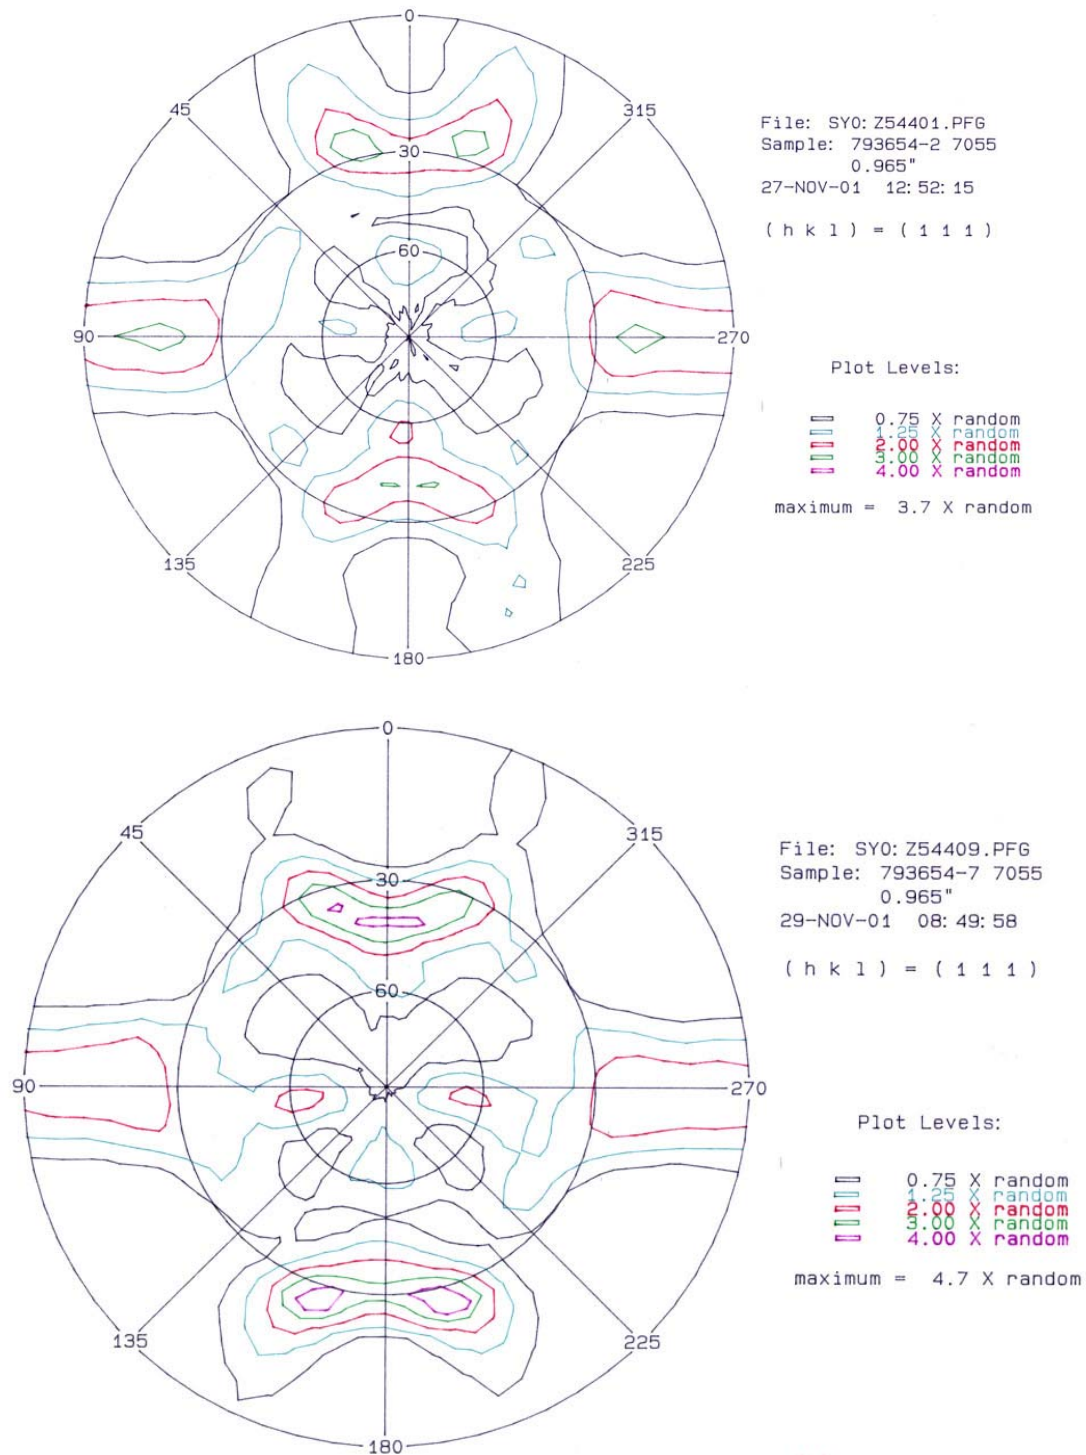 0
45
315
File: SY0: Z54401.PFG
Sample: 793654-2 7055
0.965"
27-NOV-01 12: 52: 15
30
( h k l ) = ( 1 1 1 )
60
90
270
Plot Levels:
0.75 X random
1.25 X random
2.00 X random
3.00 X random
4.00 X random
maximum = 3.7 X random
135
225
180
0
45
315
File: SY0: Z54409.PFG
Sample: 793654-7 7055
0.965"
29-NOV-01 08: 49: 58
30
( h k l ) = ( 1 1 1 )
60
90
270
Plot Levels:
0.75 X random
1.25 X random
2.00 X random
3.00 X random
4.00 X random
maximum = 4.7 X random
135
225
180